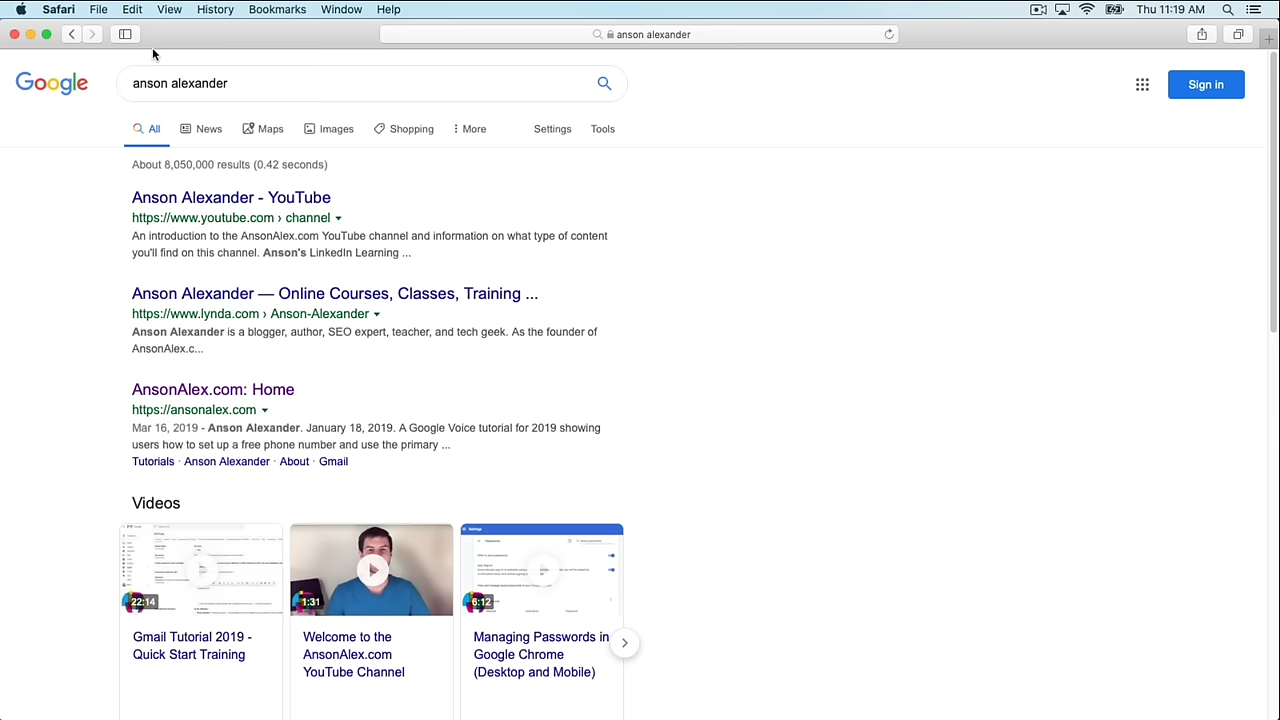 Safari File Edit View History Bookmarks Window Help Thu 11:19 AM
anson alexander
Google anson alexander Sign in
All News Maps Images Shopping More Settings Tools
About 8,050,000 results (0.42 seconds)
Anson Alexander - YouTube
https://www.youtube.com › channel
An introduction to the AnsonAlex.com YouTube channel and information on what type of content
you'll find on this channel. Anson's LinkedIn Learning ...
Anson Alexander — Online Courses, Classes, Training ...
https://www.lynda.com › Anson-Alexander
Anson Alexander is a blogger, author, SEO expert, teacher, and tech geek. As the founder of
AnsonAlex.c...
AnsonAlex.com: Home
https://ansonalex.com
Mar 16, 2019 - Anson Alexander. January 18, 2019. A Google Voice tutorial for 2019 showing
users how to set up a free phone number and use the primary ...
Tutorials · Anson Alexander · About · Gmail
Videos
22:14
1:31
6:12
Gmail Tutorial 2019 -
Quick Start Training
Welcome to the
AnsonAlex.com
YouTube Channel
Managing Passwords in
Google Chrome
(Desktop and Mobile)